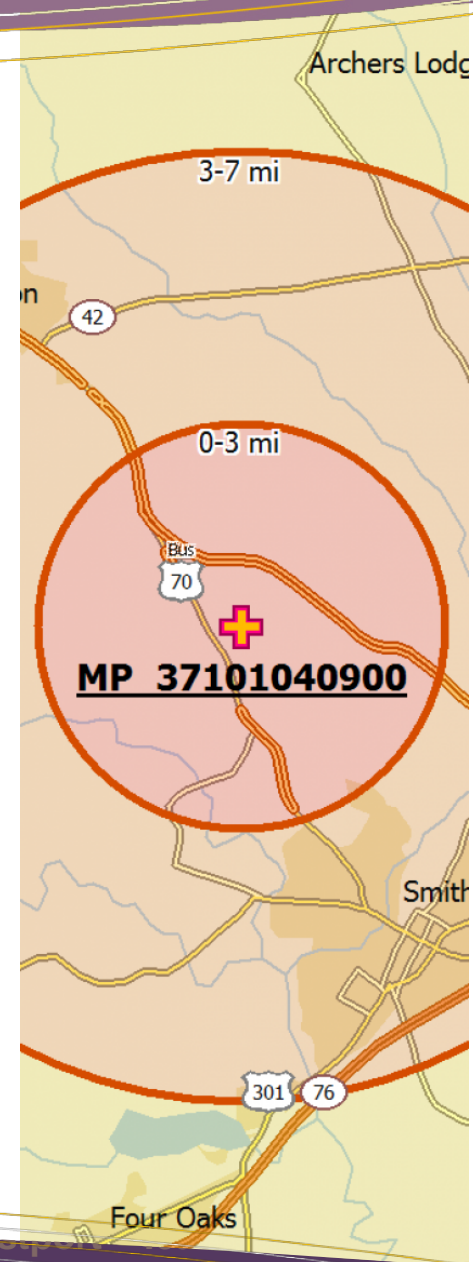 Archers Lodg
3-7 mi
on
42
0-3 mi
Bus
70
MP 37101040900
Smith
301 76
Four Oaks